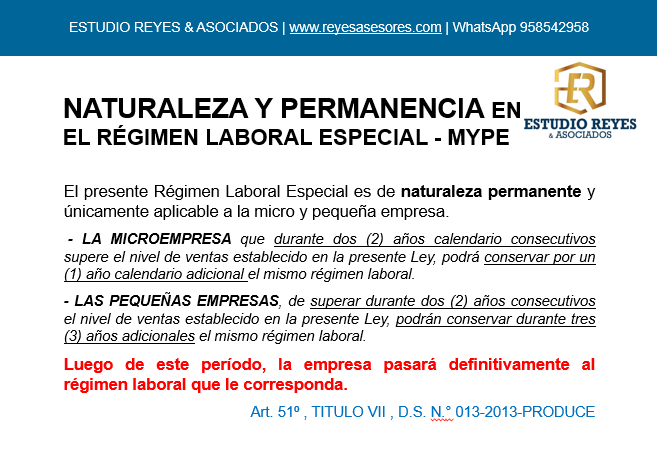 ESTUDIO REYES & ASOCIADOS | www.reyesasesores.com | WhatsApp 958542958
ER
ESTUDIO REYES
& ASOCIADOS
NATURALEZA Y PERMANENCIA EN
EL RÉGIMEN LABORAL ESPECIAL - MYPE
El presente Régimen Laboral Especial es de naturaleza permanente y
únicamente aplicable a la micro y pequeña empresa.
- LA MICROEMPRESA que durante dos (2) años calendario consecutivos
supere el nivel de ventas establecido en la presente Ley, podrá conservar por un
(1) año calendario adicional el mismo régimen laboral.
- LAS PEQUEÑAS EMPRESAS, de superar durante dos (2) años consecutivos
el nivel de ventas establecido en la presente Ley, podrán conservar durante tres
(3) años adicionales el mismo régimen laboral.
Luego de este período, la empresa pasará definitivamente al
régimen laboral que le corresponda.
Art. 51º , TITULO VII , D.S. N.° 013-2013-PRODUCE